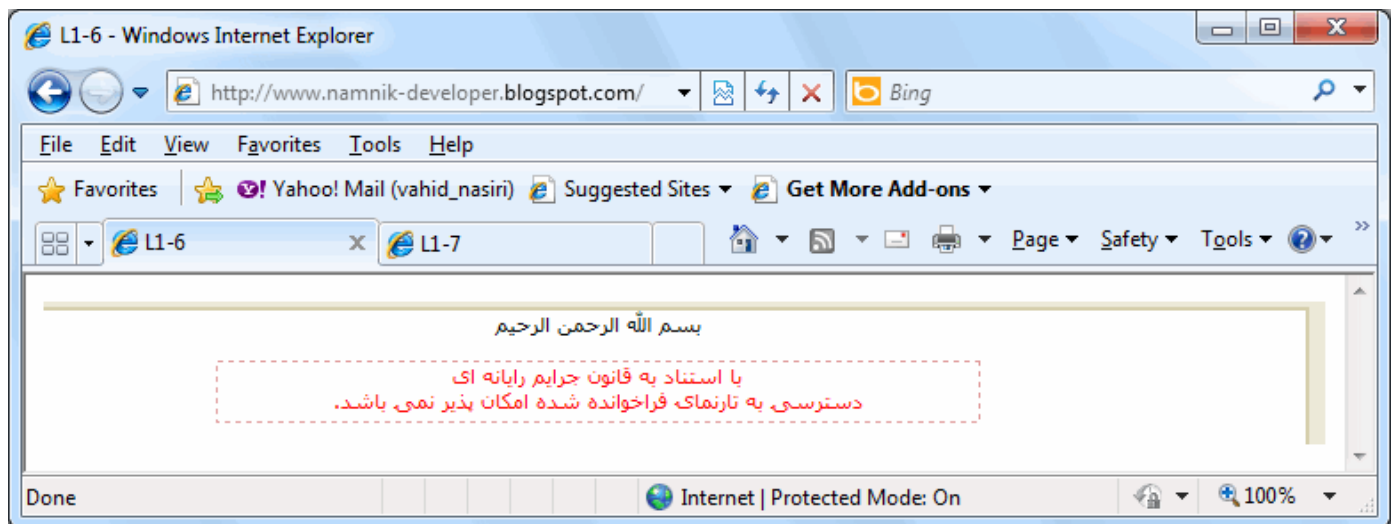 L1-6 - Windows Internet Explorer
http://www.namnik-developer.blogspot.com/ Bing
File Edit View Favorites Tools Help
Favorites Yahoo! Mail (vahid_nasiri) Suggested Sites Get More Add-ons
L1-6 L1-7 Page Safety Tools
بسم الله الرحمن الرحیم
با استناد به قانون جرایم رایانه ای
دسترسی به تارنمای فراخوانده شده امکان پذیر نمی باشد.
Done Internet | Protected Mode: On 100%